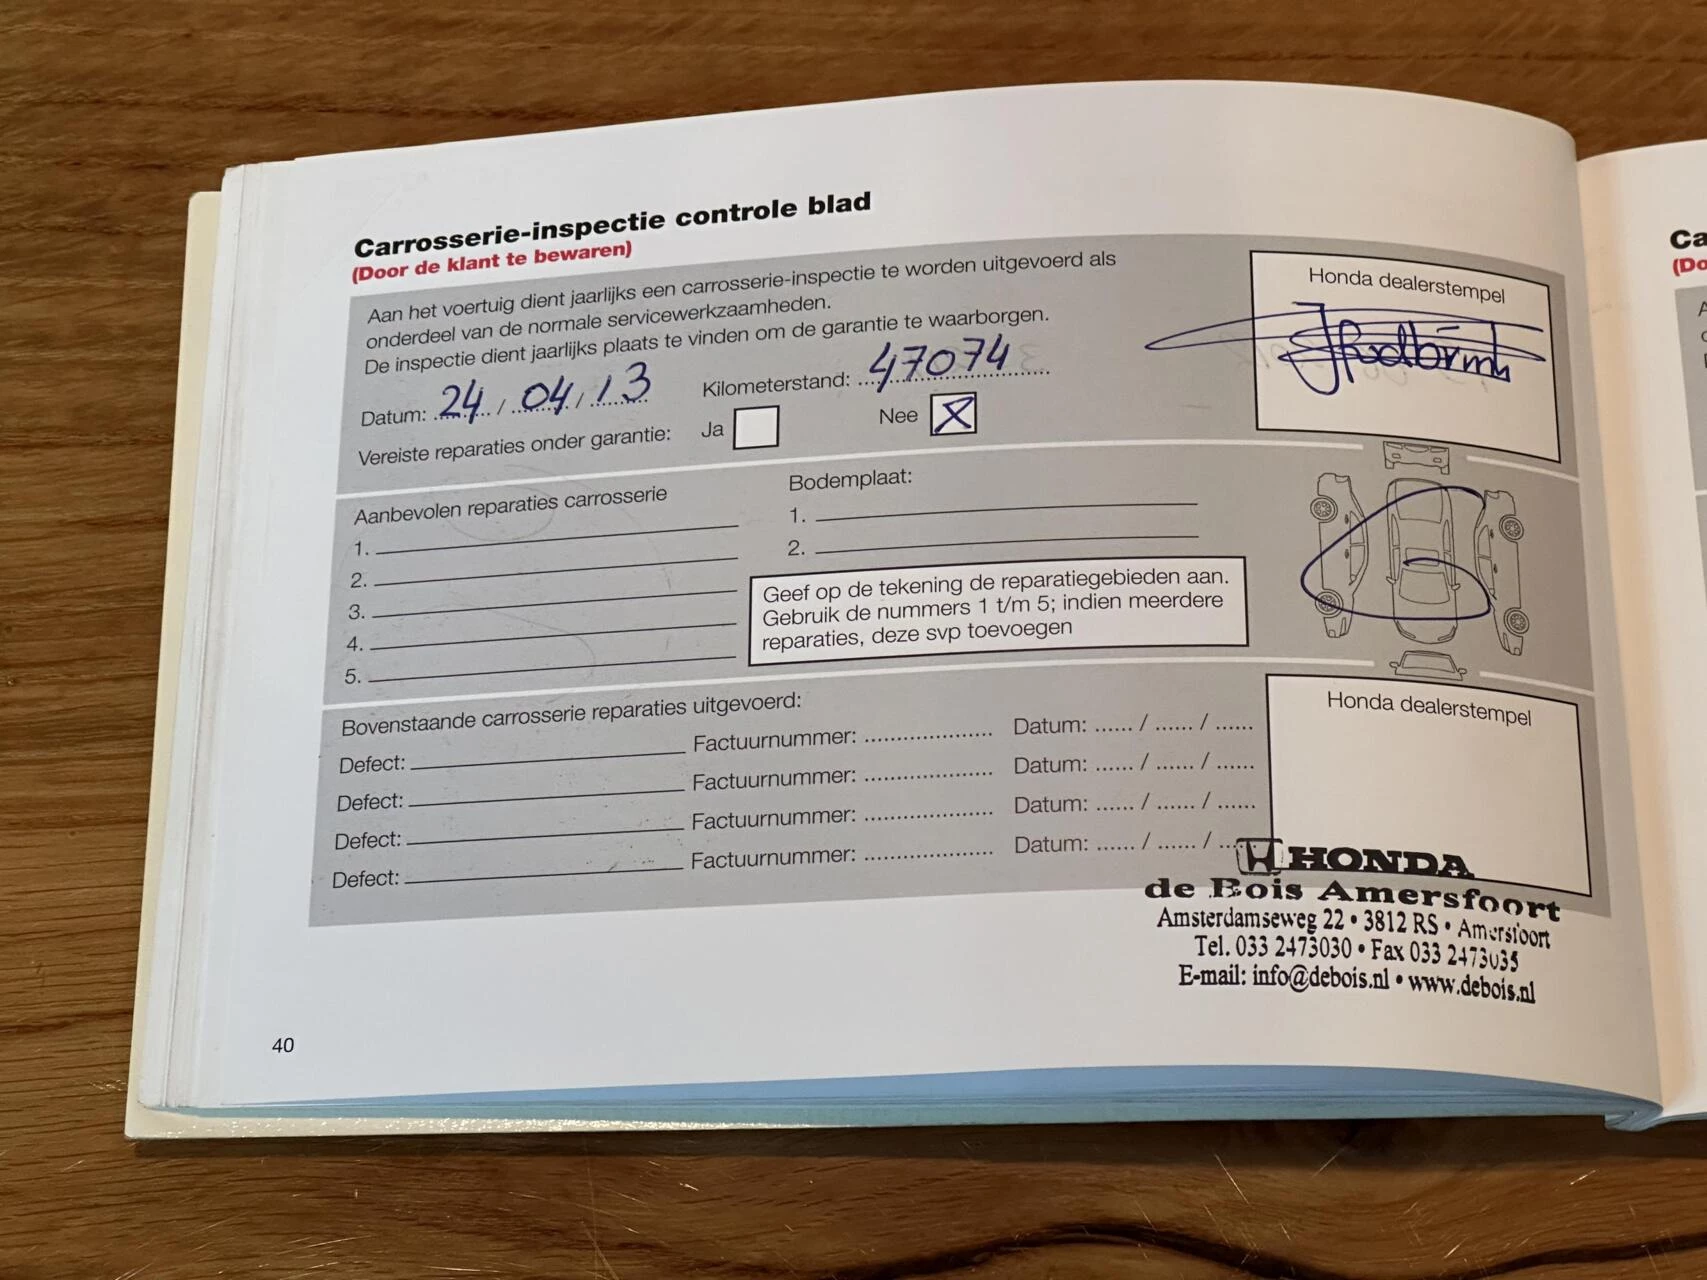 Carrosserie-inspectie controle blad
(Door de klant te bewaren)
Aan het voertuig dient jaarlijks een carrosserie-inspectie te worden uitgevoerd als
onderdeel van de normale servicewerkzaamheden.
De inspectie dient jaarlijks plaats te vinden om de garantie te waarborgen.
Datum: 24 / 04 / 13 Kilometerstand: 47074
Vereiste reparaties onder garantie: Ja Nee X
Honda dealerstempel
Aanbevolen reparaties carrosserie
1.
2.
3.
4.
5.
Bodemplaat:
1.
2.
Geef op de tekening de reparatiegebieden aan.
Gebruik de nummers 1 t/m 5; indien meerdere
reparaties, deze svp toevoegen
Bovenstaande carrosserie reparaties uitgevoerd:
Defect: Factuurnummer: .................... Datum: ...... / ...... / ......
Defect: Factuurnummer: .................... Datum: ...... / ...... / ......
Defect: Factuurnummer: .................... Datum: ...... / ...... / ......
Defect: Factuurnummer: .................... Datum: ...... / ...... / ......
Honda dealerstempel
HONDA
de Bois Amersfoort
Amsterdamseweg 22 • 3812 RS • Amersfoort
Tel. 033 2473030 • Fax 033 2473035
E-mail: info@debois.nl • www.debois.nl
40
Ca
(Do